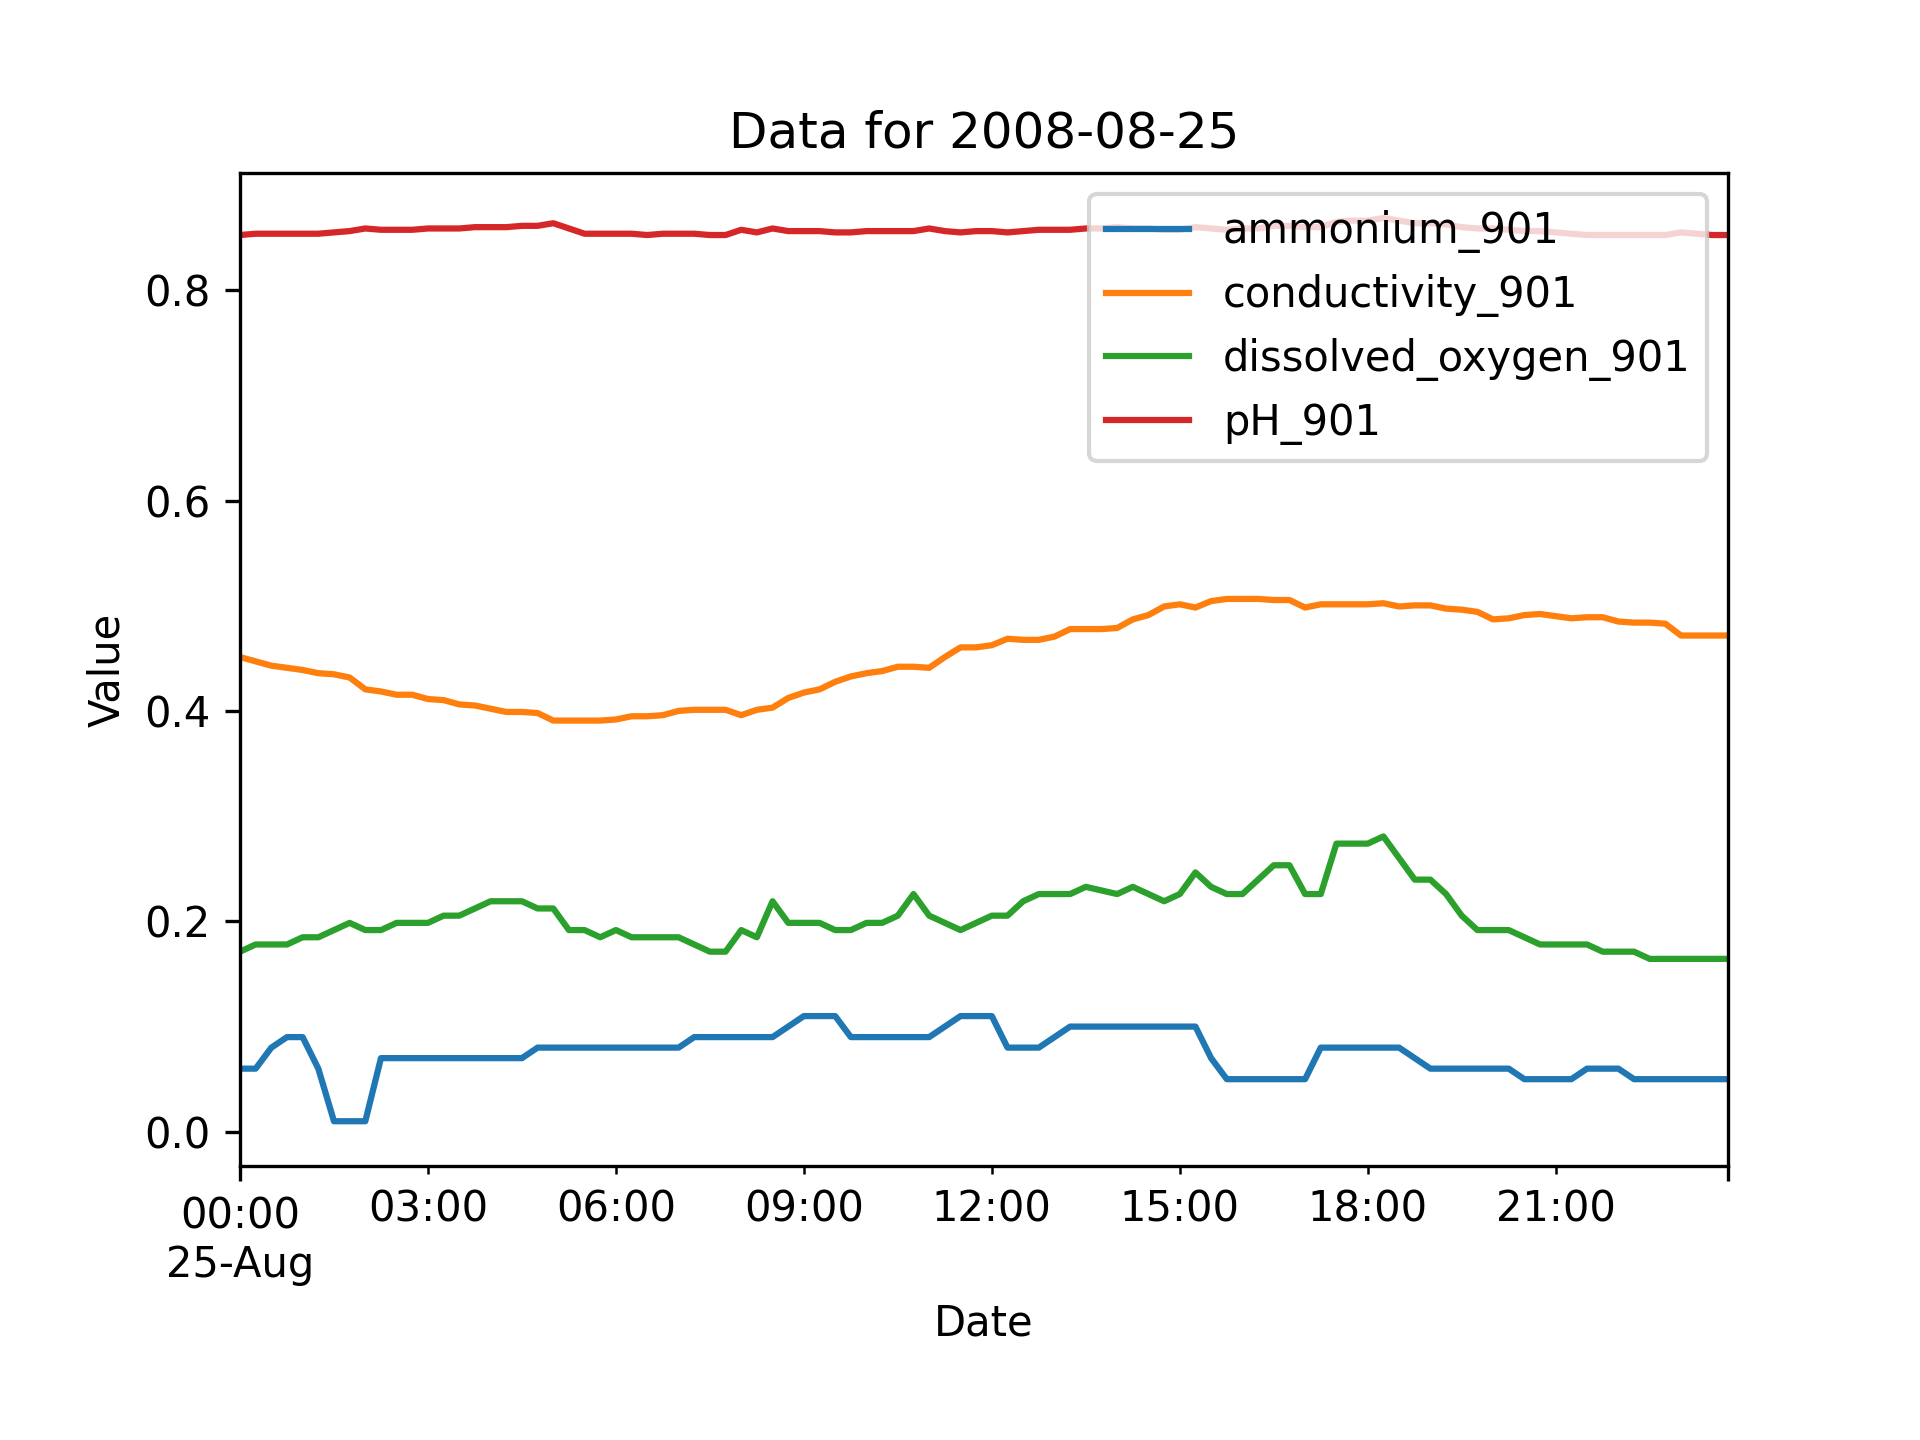 Data for 2008-08-25
ammonium_901
conductivity_901
dissolved_oxygen_901
pH_901
0.8
0.6
0.4
0.2
0.0
Value
00:00 03:00 06:00 09:00 12:00 15:00 18:00 21:00
25-Aug
Date